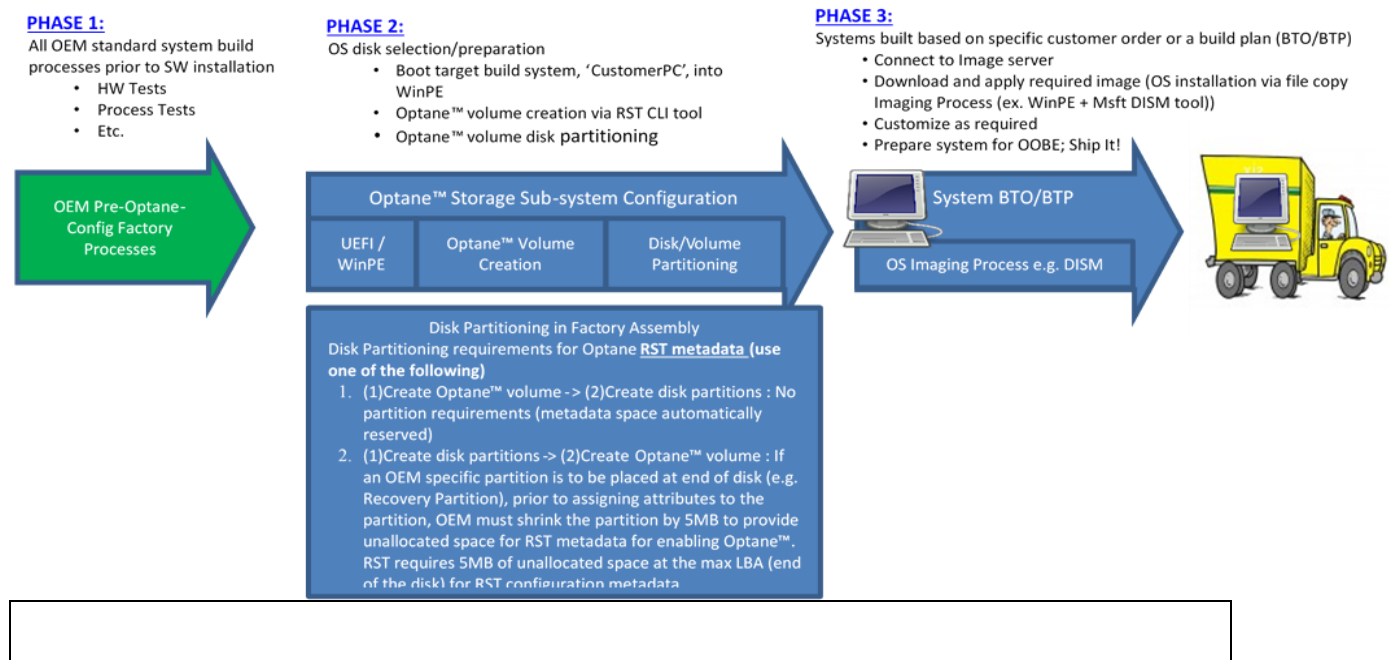 PHASE 1:
All OEM standard system build
processes prior to SW installation
• HW Tests
• Process Tests
• Etc.
PHASE 2:
OS disk selection/preparation
• Boot target build system, ‘CustomerPC’, into
WinPE
• Optane™ volume creation via RST CLI tool
• Optane™ volume disk partitioning
PHASE 3:
Systems built based on specific customer order or a build plan (BTO/BTP)
• Connect to Image server
• Download and apply required image (OS installation via file copy
Imaging Process (ex. WinPE + Msft DISM tool))
• Customize as required
• Prepare system for OOBE; Ship It!
OEM Pre-Optane-
Config Factory
Processes
Optane™ Storage Sub-system Configuration
UEFI /
WinPE
Optane™ Volume
Creation
Disk/Volume
Partitioning
System BTO/BTP
OS Imaging Process e.g. DISM
Disk Partitioning in Factory Assembly
Disk Partitioning requirements for Optane RST metadata (use
one of the following)
1. (1)Create Optane™ volume -> (2)Create disk partitions : No
partition requirements (metadata space automatically
reserved)
2. (1)Create disk partitions -> (2)Create Optane™ volume : If
an OEM specific partition is to be placed at end of disk (e.g.
Recovery Partition), prior to assigning attributes to the
partition, OEM must shrink the partition by 5MB to provide
unallocated space for RST metadata for enabling Optane™.
RST requires 5MB of unallocated space at the max LBA (end
of the disk) for RST configuration metadata